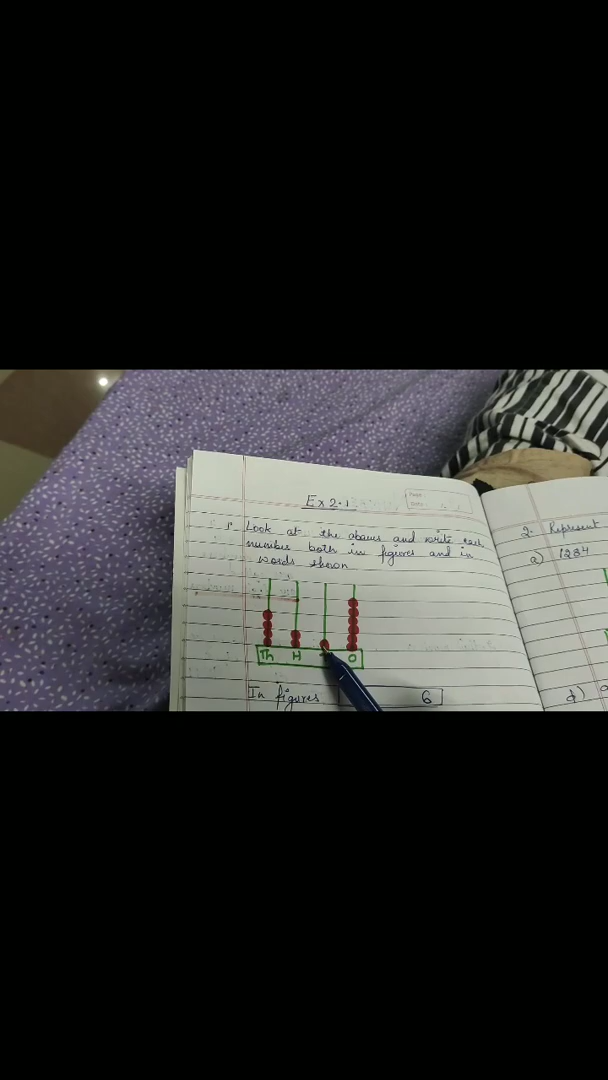 Ex 2.1
1. Look at the abacus and write each
number both in figures and in
words shown
Th H O
In figures 6
2. Represent
a) 1234
d)